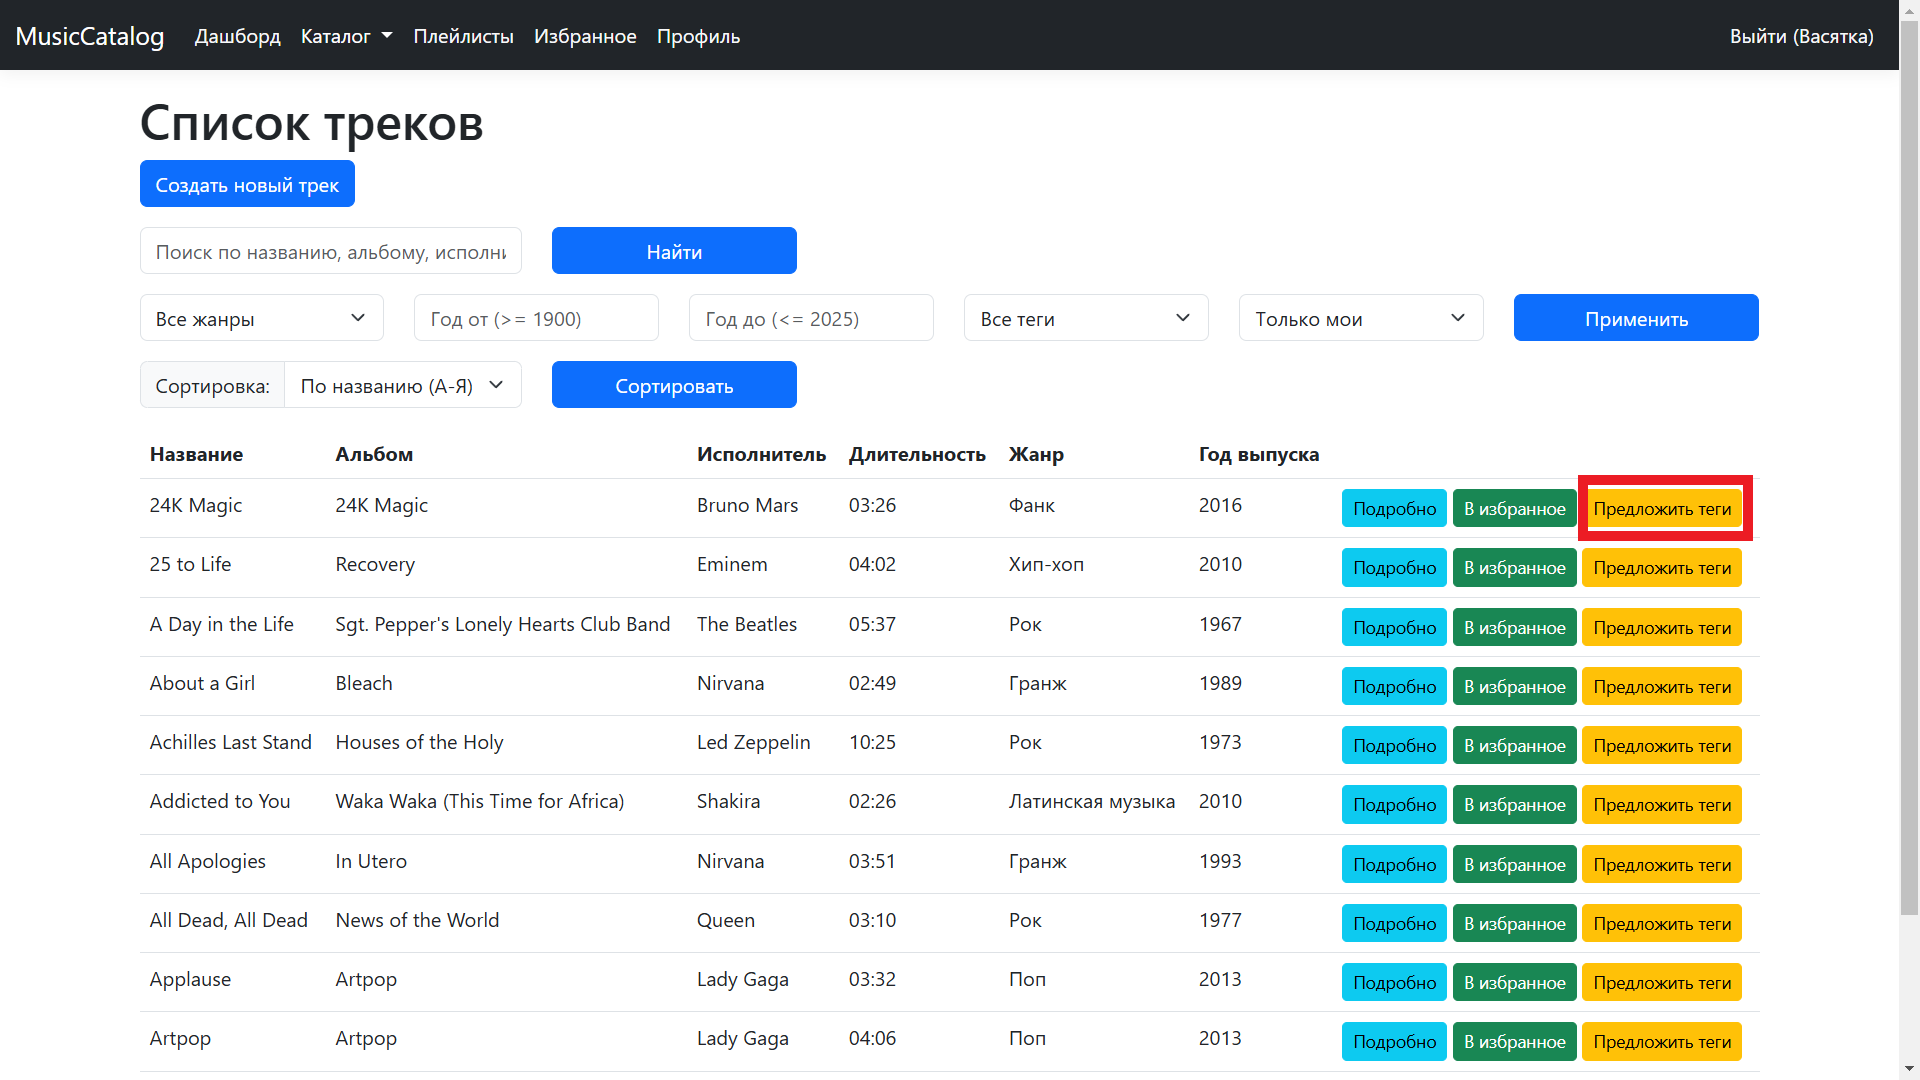 MusicCatalog Дашборд Каталог Плейлисты Избранное Профиль Выйти (Васятка)
Список треков
Создать новый трек
Поиск по названию, альбому, исполни Найти
Все жанры Год от (>= 1900) Год до (<= 2025) Все теги Только мои Применить
Сортировка: По названию (А-Я) Сортировать
Название Альбом Исполнитель Длительность Жанр Год выпуска
24K Magic 24K Magic Bruno Mars 03:26 Фанк 2016 Подробно В избранное Предложить теги
25 to Life Recovery Eminem 04:02 Хип-хоп 2010 Подробно В избранное Предложить теги
A Day in the Life Sgt. Pepper's Lonely Hearts Club Band The Beatles 05:37 Рок 1967 Подробно В избранное Предложить теги
About a Girl Bleach Nirvana 02:49 Гранж 1989 Подробно В избранное Предложить теги
Achilles Last Stand Houses of the Holy Led Zeppelin 10:25 Рок 1973 Подробно В избранное Предложить теги
Addicted to You Waka Waka (This Time for Africa) Shakira 02:26 Латинская музыка 2010 Подробно В избранное Предложить теги
All Apologies In Utero Nirvana 03:51 Гранж 1993 Подробно В избранное Предложить теги
All Dead, All Dead News of the World Queen 03:10 Рок 1977 Подробно В избранное Предложить теги
Applause Artpop Lady Gaga 03:32 Поп 2013 Подробно В избранное Предложить теги
Artpop Artpop Lady Gaga 04:06 Поп 2013 Подробно В избранное Предложить теги